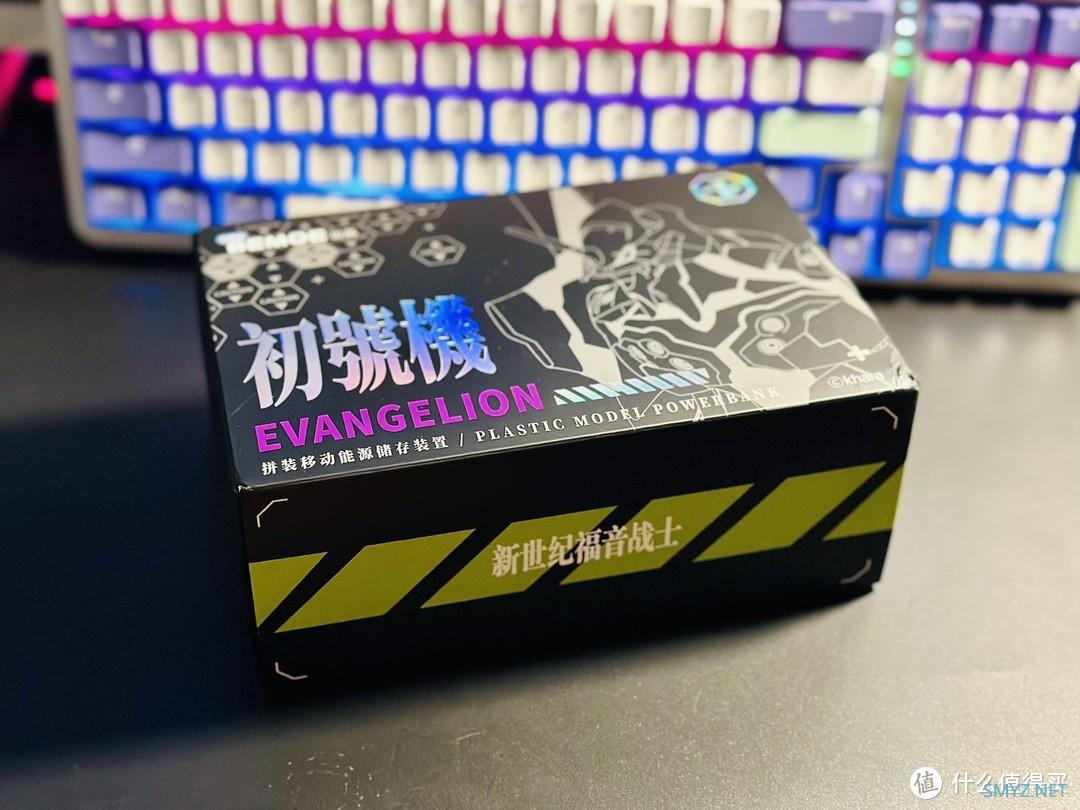 初號機
EVANGELION
拼装移动能源储存装置 / PLASTIC MODEL POWERBANK
©khara
新世纪福音战士
值 什么值得买
SMYZ.NET